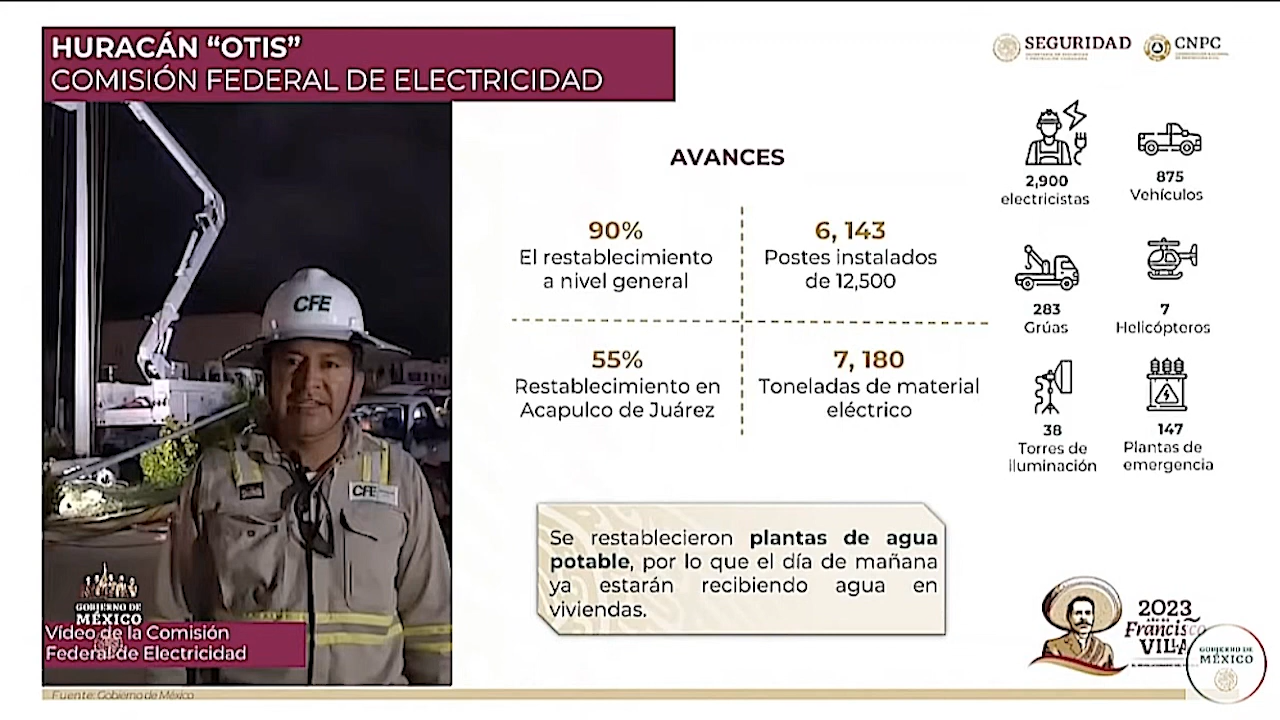 HURACÁN “OTIS”
COMISIÓN FEDERAL DE ELECTRICIDAD
SEGURIDAD
CNPC
AVANCES
90%
El restablecimiento
a nivel general
6, 143
Postes instalados
de 12,500
55%
Restablecimiento en
Acapulco de Juárez
7, 180
Toneladas de material
eléctrico
2,900
electricistas
875
Vehículos
283
Grúas
7
Helicópteros
38
Torres de
iluminación
147
Plantas de
emergencia
Se restablecieron plantas de agua
potable, por lo que el día de mañana
ya estarán recibiendo agua en
viviendas.
CFE
CFE
GOBIERNO DE
MÉXICO
Vídeo de la Comisión
Federal de Electricidad
Fuente: Gobierno de México
2023
Francisco
VILLA
GOBIERNO DE
MÉXICO